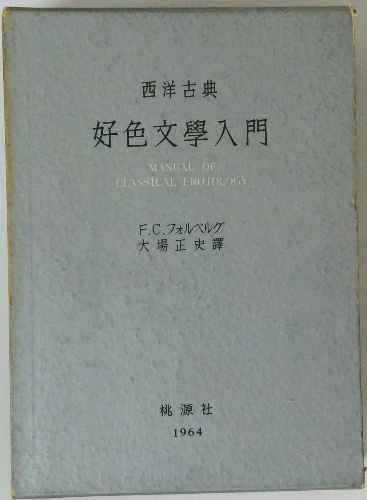 西洋古典
好色文學入門
MANUAL OF
CLASSICAL EROTOLOGY
F.C.フォルベルグ
大場正史譯
桃源社
1964